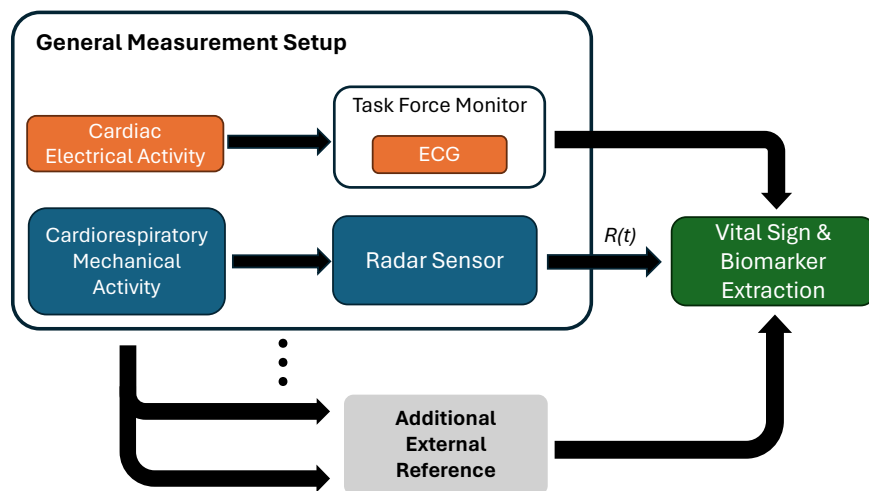 General Measurement Setup
Cardiac
Electrical Activity
Task Force Monitor
ECG
Cardiorespiratory
Mechanical
Activity
Radar Sensor
R(t)
Vital Sign &
Biomarker
Extraction
Additional
External
Reference